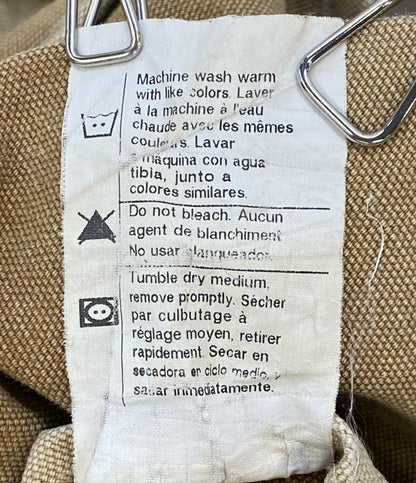 Machine wash warm
with like colors. Laver
à la machine à l'eau
chaude avec les mêmes
couleurs. Lavar
a maquina con agua
tibia, junto a
colores similares.
Do not bleach. Aucun
agent de blanchiment
No usar blanqueador.
Tumble dry medium,
remove promptly. Sécher
par culbutage à
réglage moyen, retirer
rapidement. Secar en
secadora en ciclo medio, y
sacar inmediatamente.